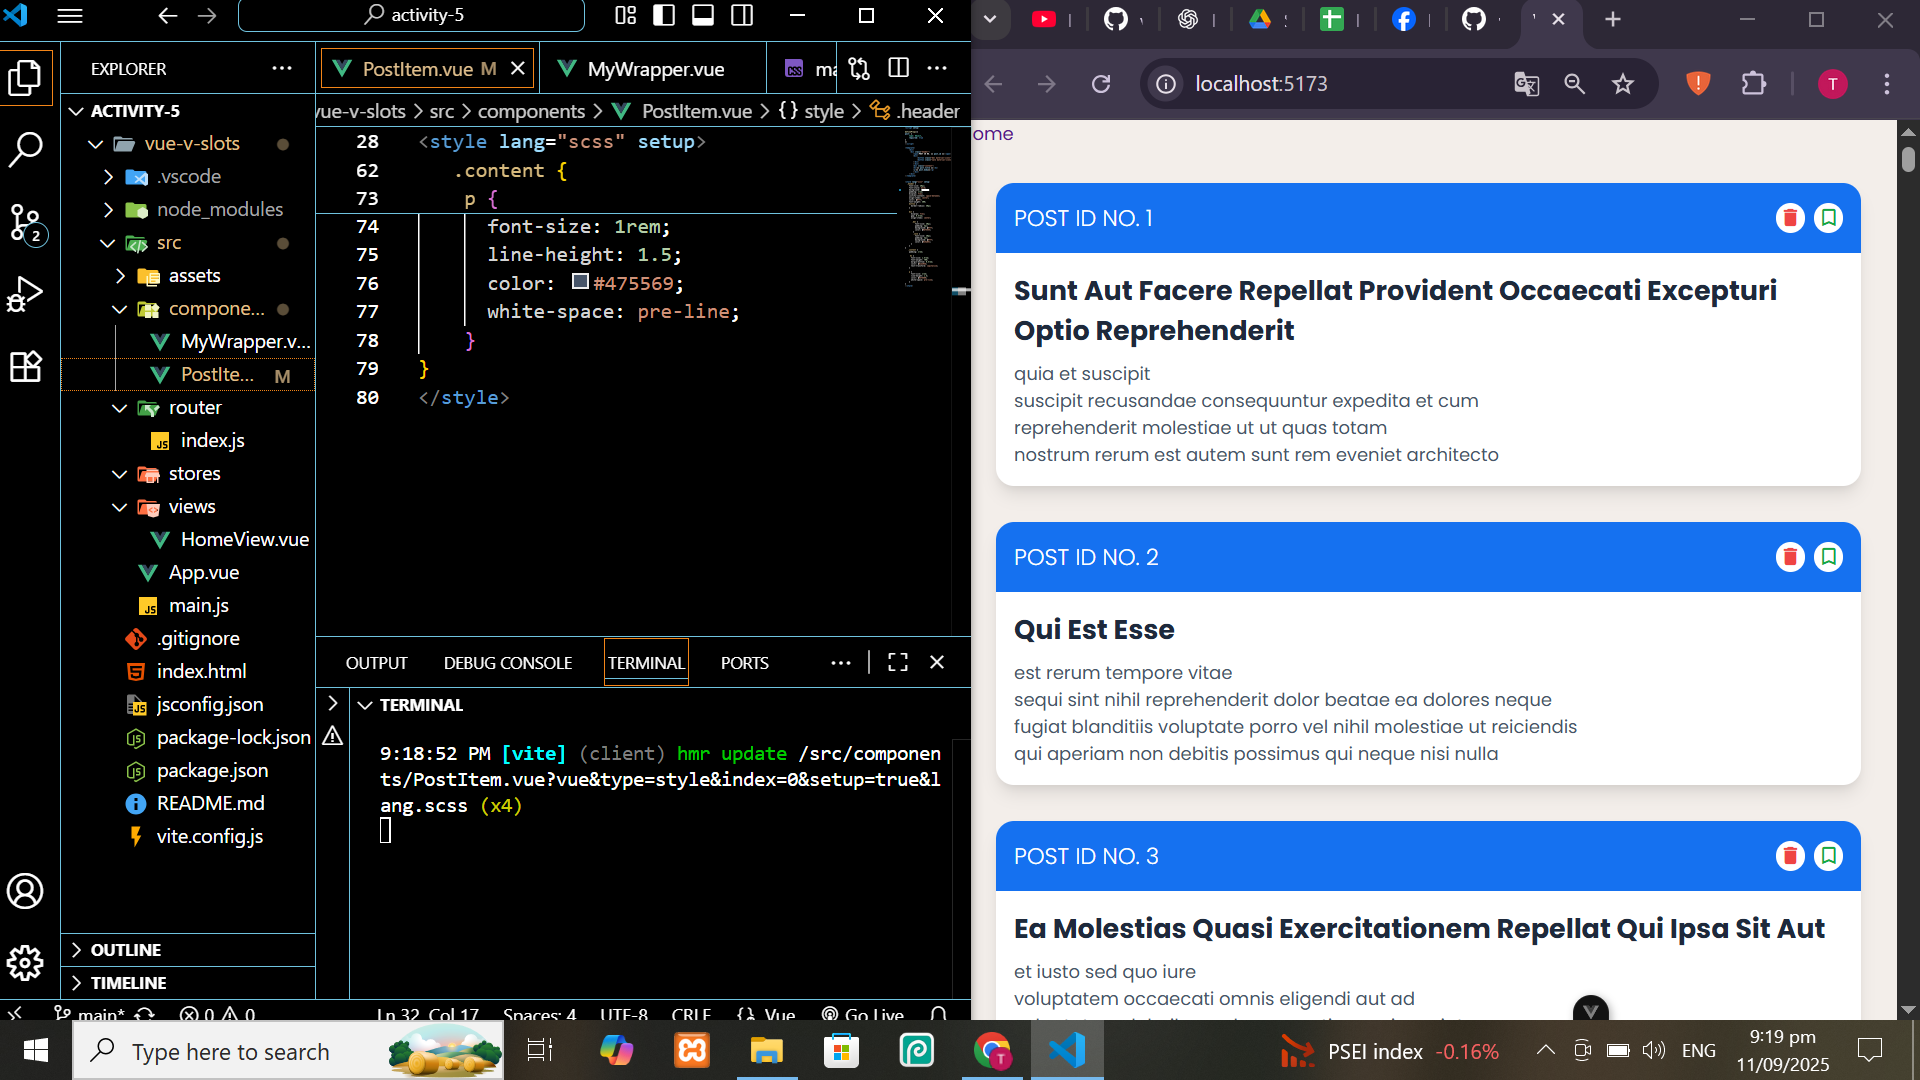 activity-5
EXPLORER
ACTIVITY-5
vue-v-slots
.vscode
node_modules
src
assets
compone...
MyWrapper.v...
PostIte... M
router
index.js
stores
views
HomeView.vue
App.vue
main.js
.gitignore
index.html
jsconfig.json
package-lock.json
package.json
README.md
vite.config.js
OUTLINE
TIMELINE
2
PostItem.vue M
MyWrapper.vue
ma
vue-v-slots > src > components > PostItem.vue > {} style > .header
28 <style lang="scss" setup>
62 .content {
73 p {
74 font-size: 1rem;
75 line-height: 1.5;
76 color: #475569;
77 white-space: pre-line;
78 }
79 }
80 </style>
OUTPUT DEBUG CONSOLE TERMINAL PORTS
TERMINAL
9:18:52 PM [vite] (client) hmr update /src/componen
ts/PostItem.vue?vue&type=style&index=0&setup=true&l
ang.scss (x4)
main* 0 0 Ln 32, Col 17 Spaces: 4 UTF-8 CRLF {} Vue Go Live
localhost:5173
T
ome
POST ID NO. 1
Sunt Aut Facere Repellat Provident Occaecati Excepturi
Optio Reprehenderit
quia et suscipit
suscipit recusandae consequuntur expedita et cum
reprehenderit molestiae ut ut quas totam
nostrum rerum est autem sunt rem eveniet architecto
POST ID NO. 2
Qui Est Esse
est rerum tempore vitae
sequi sint nihil reprehenderit dolor beatae ea dolores neque
fugiat blanditiis voluptate porro vel nihil molestiae ut reiciendis
qui aperiam non debitis possimus qui neque nisi nulla
POST ID NO. 3
Ea Molestias Quasi Exercitationem Repellat Qui Ipsa Sit Aut
et iusto sed quo iure
voluptatem occaecati omnis eligendi aut ad
Type here to search
PSEI index -0.16%
ENG
9:19 pm
11/09/2025